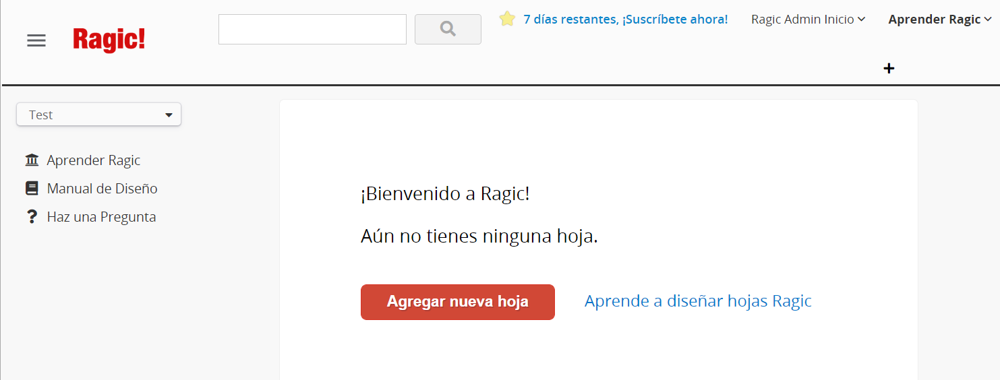 Ragic!
7 días restantes, ¡Suscríbete ahora!
Ragic Admin Inicio
Aprender Ragic
+
Test
Aprender Ragic
Manual de Diseño
? Haz una Pregunta
¡Bienvenido a Ragic!
Aún no tienes ninguna hoja.
Agregar nueva hoja
Aprende a diseñar hojas Ragic